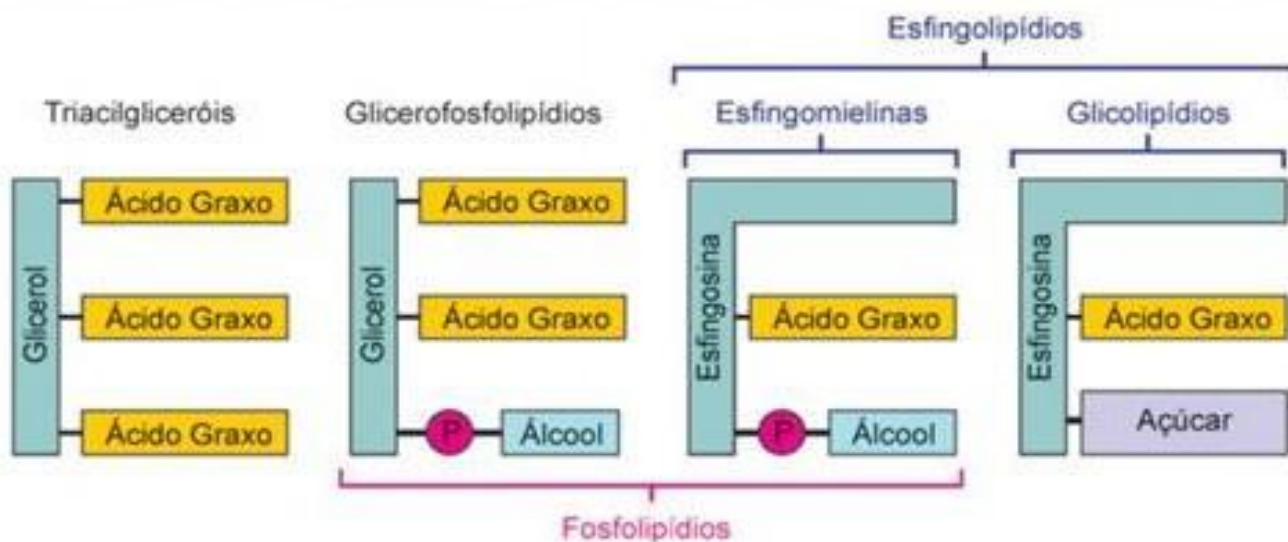 Esfingolipídios
Triacilgliceróis
Glicerofosfolipídios
Esfingomielinas
Glicolipídios
Glicerol
Ácido Graxo
Ácido Graxo
Ácido Graxo
Glicerol
Ácido Graxo
Ácido Graxo
P
Álcool
Esfingosina
Ácido Graxo
P
Álcool
Esfingosina
Ácido Graxo
Açúcar
Fosfolipídios